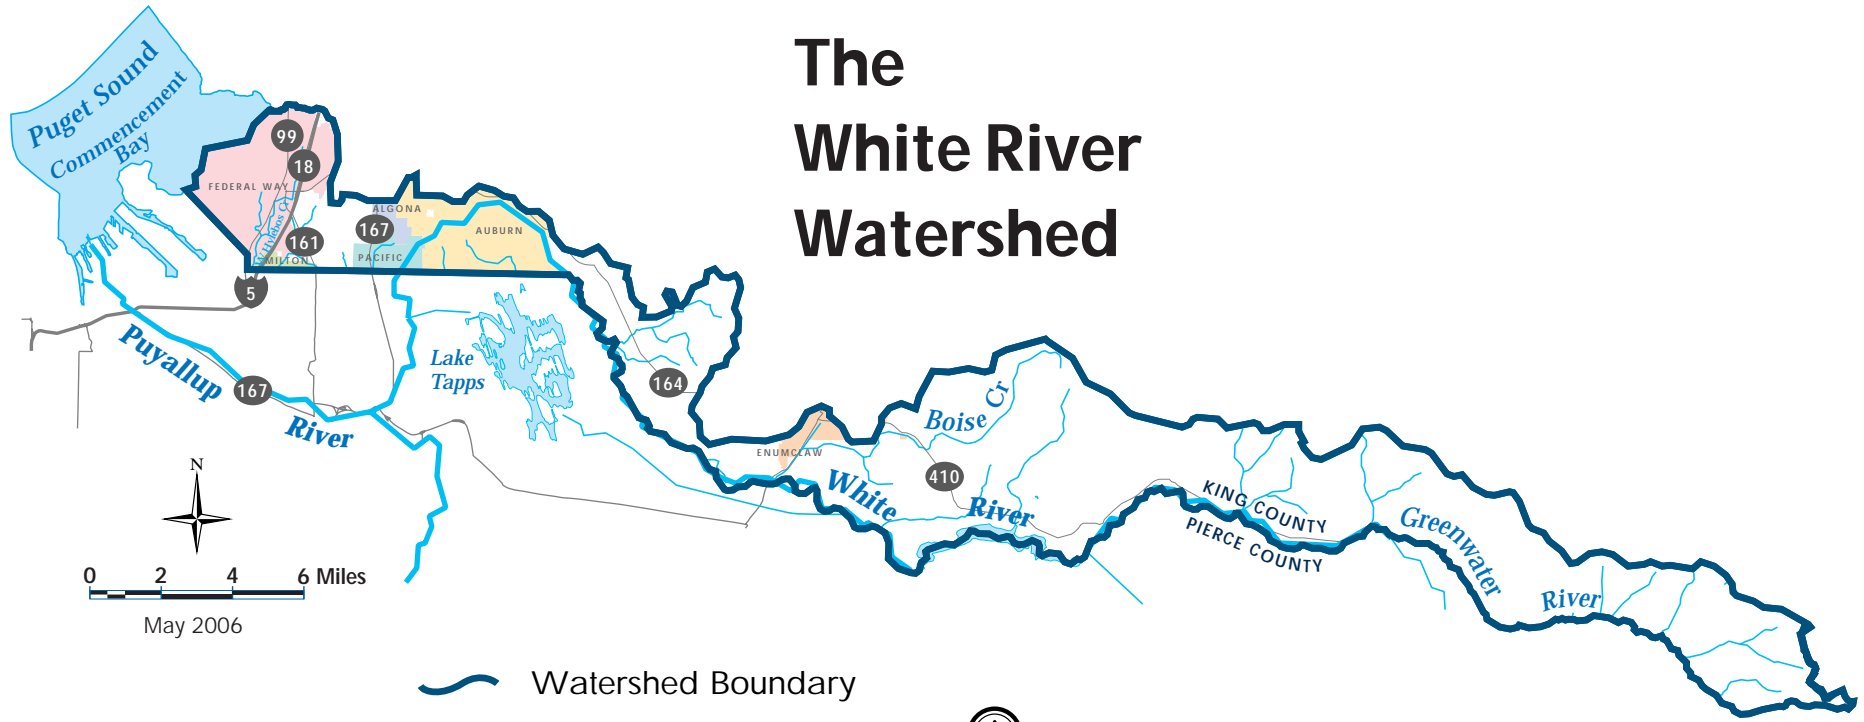 The
White River
Watershed
Puget Sound
Commencement
Bay
99
18
FEDERAL WAY
Hylebos Cr
161
MILTON
ALGONA
167
PACIFIC
AUBURN
5
Puyallup
River
167
Lake
Tapps
164
ENUMCLAW
Boise Cr
410
White River
KING COUNTY
PIERCE COUNTY
Greenwater
River
N
0 2 4 6 Miles
May 2006
Watershed Boundary